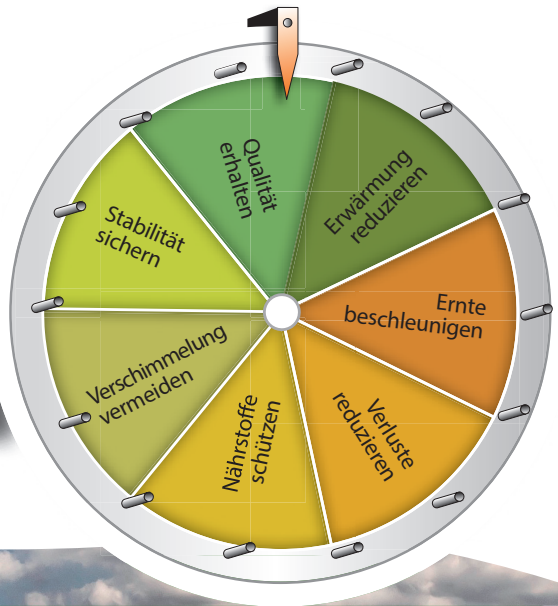 Qualität
erhalten
Erwärmung
reduzieren
Ernte
beschleunigen
Verluste
reduzieren
Nährstoffe
schützen
Verschimmelung
vermeiden
Stabilität
sichern